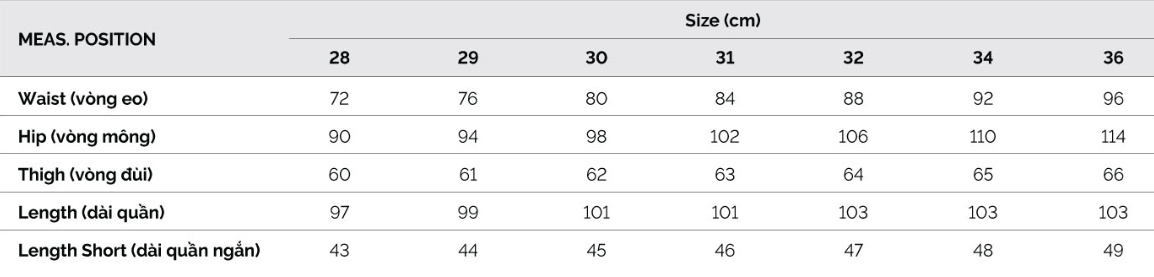 MEAS. POSITION
Size (cm)
28 29 30 31 32 34 36
Waist (vòng eo) 72 76 80 84 88 92 96
Hip (vòng mông) 90 94 98 102 106 110 114
Thigh (vòng đùi) 60 61 62 63 64 65 66
Length (dài quần) 97 99 101 101 103 103 103
Length Short (dài quần ngắn) 43 44 45 46 47 48 49